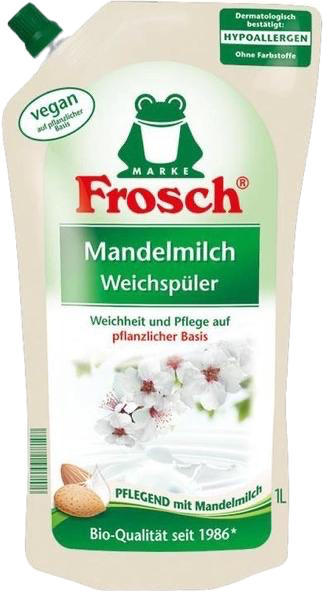 Dermatologisch
bestätigt:
HYPOALLERGEN
Ohne Farbstoffe
vegan
auf pflanzlicher
Basis
MARKE
Frosch®
Mandelmilch
Weichspüler
Weichheit und Pflege auf
pflanzlicher Basis
PFLEGEND mit Mandelmilch
1L
Bio-Qualität seit 1986*